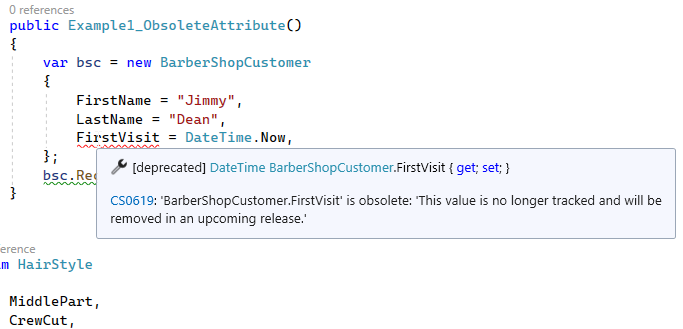 0 references
public Example1_ObsoleteAttribute()
{
var bsc = new BarberShopCustomer
{
FirstName = "Jimmy",
LastName = "Dean",
FirstVisit = DateTime.Now,
};
[deprecated] DateTime BarberShopCustomer.FirstVisit { get; set; }
bsc.Rec
CS0619: 'BarberShopCustomer.FirstVisit' is obsolete: 'This value is no longer tracked and will be
removed in an upcoming release.'
}
eference
m HairStyle
MiddlePart,
CrewCut,